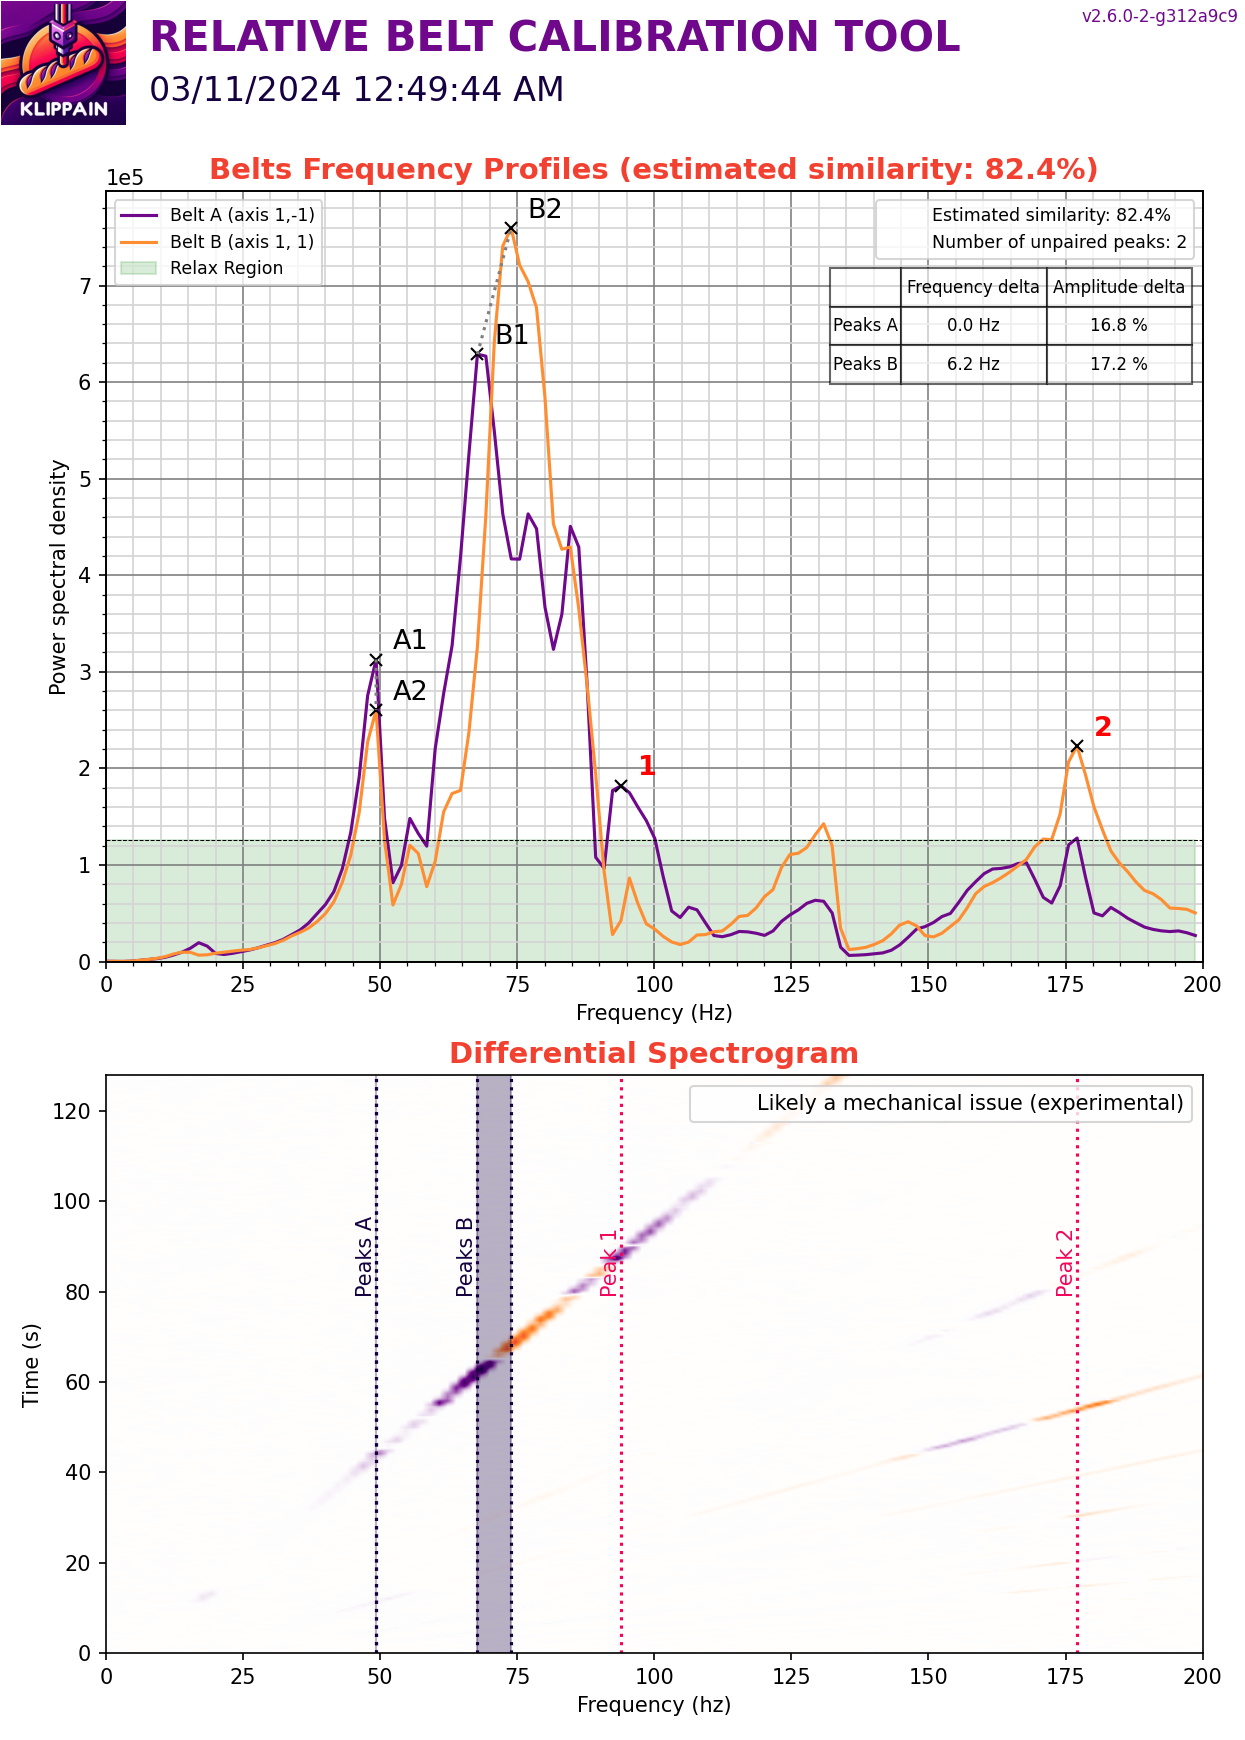 v2.6.0-2-g312a9c9
RELATIVE BELT CALIBRATION TOOL
03/11/2024 12:49:44 AM
KLIPPAIN
Belts Frequency Profiles (estimated similarity: 82.4%)
1e5
Belt A (axis 1,-1)
Belt B (axis 1, 1)
Relax Region
Estimated similarity: 82.4%
Number of unpaired peaks: 2
Frequency delta Amplitude delta
Peaks A 0.0 Hz 16.8 %
Peaks B 6.2 Hz 17.2 %
B2
B1
A1
A2
1
2
Power spectral density
7
6
5
4
3
2
1
0
0 25 50 75 100 125 150 175 200
Frequency (Hz)
Differential Spectrogram
Likely a mechanical issue (experimental)
Peaks A
Peaks B
Peak 1
Peak 2
Time (s)
120
100
80
60
40
20
0
0 25 50 75 100 125 150 175 200
Frequency (hz)